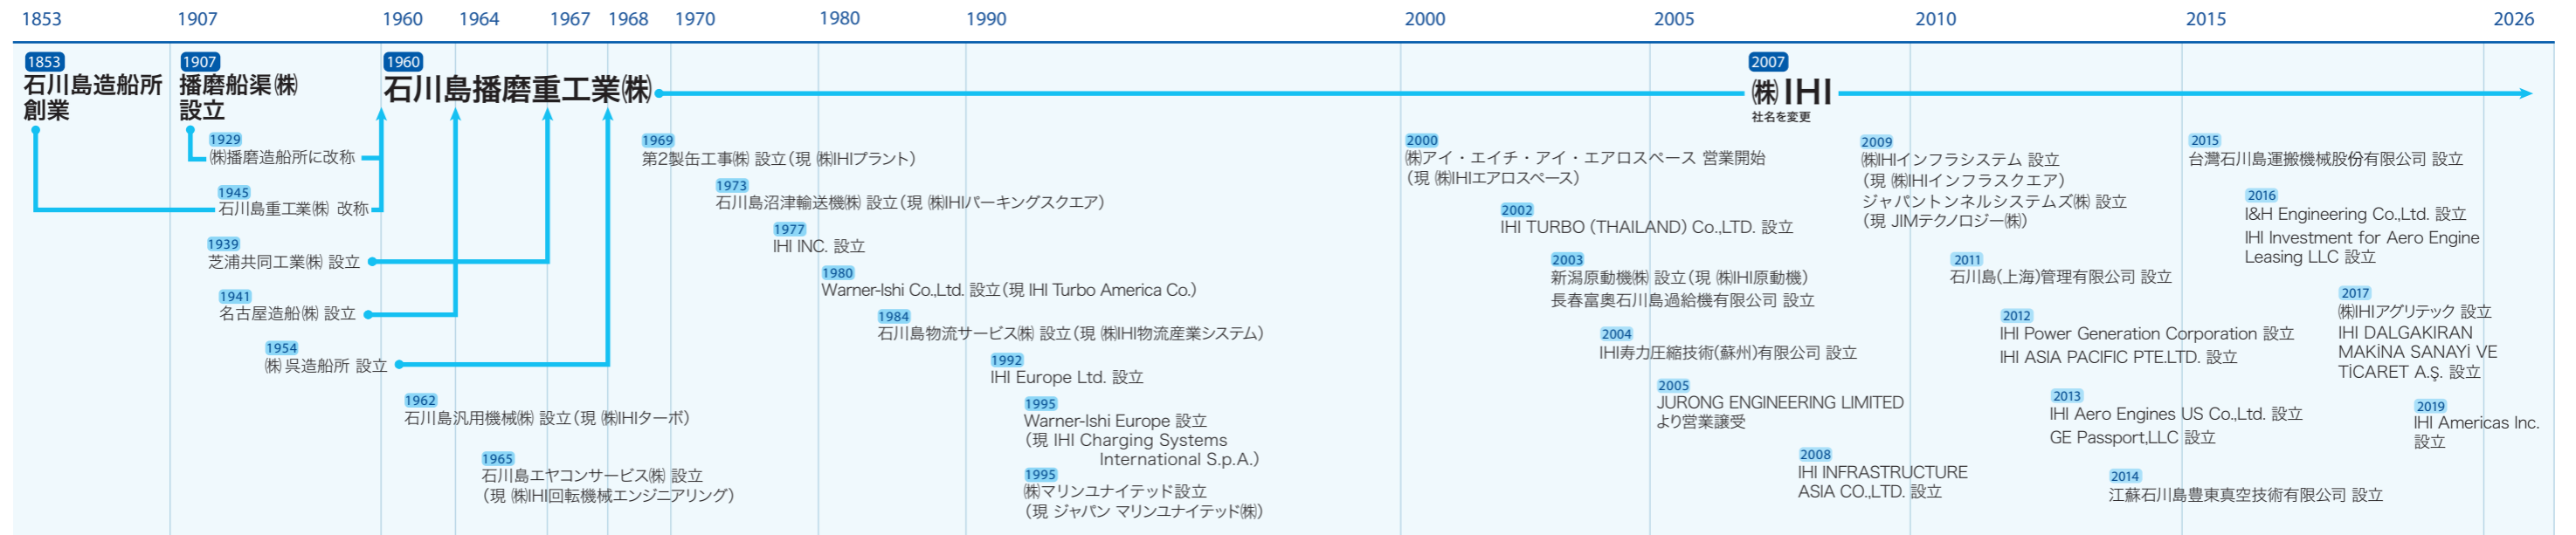 1853
1907
1960
1964
1967
1968
1970
1980
1990
2000
2005
2010
2015
2026
1853
石川島造船所
創業
1907
播磨船渠㈱
設立
1960
石川島播磨重工業㈱
2007
㈱IHI
社名を変更
1929
㈱播磨造船所に改称
1945
石川島重工業㈱ 改称
1939
芝浦共同工業㈱ 設立
1941
名古屋造船㈱ 設立
1954
㈱呉造船所 設立
1962
石川島汎用機械㈱ 設立(現 ㈱IHIターボ)
1965
石川島エヤコンサービス㈱ 設立
(現 ㈱IHI回転機械エンジニアリング)
1969
第2製缶工事㈱ 設立(現 ㈱IHIプラント)
1973
石川島沼津輸送機㈱ 設立(現 ㈱IHIパーキングスクエア)
1977
IHI INC. 設立
1980
Warner-Ishi Co.,Ltd. 設立(現 IHI Turbo America Co.)
1984
石川島物流サービス㈱ 設立(現 ㈱IHI物流産業システム)
1992
IHI Europe Ltd. 設立
1995
Warner-Ishi Europe 設立
(現 IHI Charging Systems
International S.p.A.)
1995
㈱マリンユナイテッド設立
(現 ジャパン マリンユナイテッド㈱)
2000
㈱アイ・エイチ・アイ・エアロスペース 営業開始
(現 ㈱IHIエアロスペース)
2002
IHI TURBO (THAILAND) Co.,LTD. 設立
2003
新潟原動機㈱ 設立(現 ㈱IHI原動機)
長春富奥石川島過給機有限公司 設立
2004
IHI寿力圧縮技術(蘇州)有限公司 設立
2005
JURONG ENGINEERING LIMITED
より営業譲受
2008
IHI INFRASTRUCTURE
ASIA CO.,LTD. 設立
2009
㈱IHIインフラシステム 設立
(現 ㈱IHIインフラスクエア)
ジャパントンネルシステムズ㈱ 設立
(現 JIMテクノロジー㈱)
2011
石川島(上海)管理有限公司 設立
2012
IHI Power Generation Corporation 設立
IHI ASIA PACIFIC PTE.LTD. 設立
2013
IHI Aero Engines US Co.,Ltd. 設立
GE Passport,LLC 設立
2014
江蘇石川島豊東真空技術有限公司 設立
2015
台灣石川島運搬機械股份有限公司 設立
2016
I&H Engineering Co.,Ltd. 設立
IHI Investment for Aero Engine
Leasing LLC 設立
2017
㈱IHIアグリテック 設立
IHI DALGAKIRAN
MAKİNA SANAYİ VE
TİCARET A.Ş. 設立
2019
IHI Americas Inc.
設立